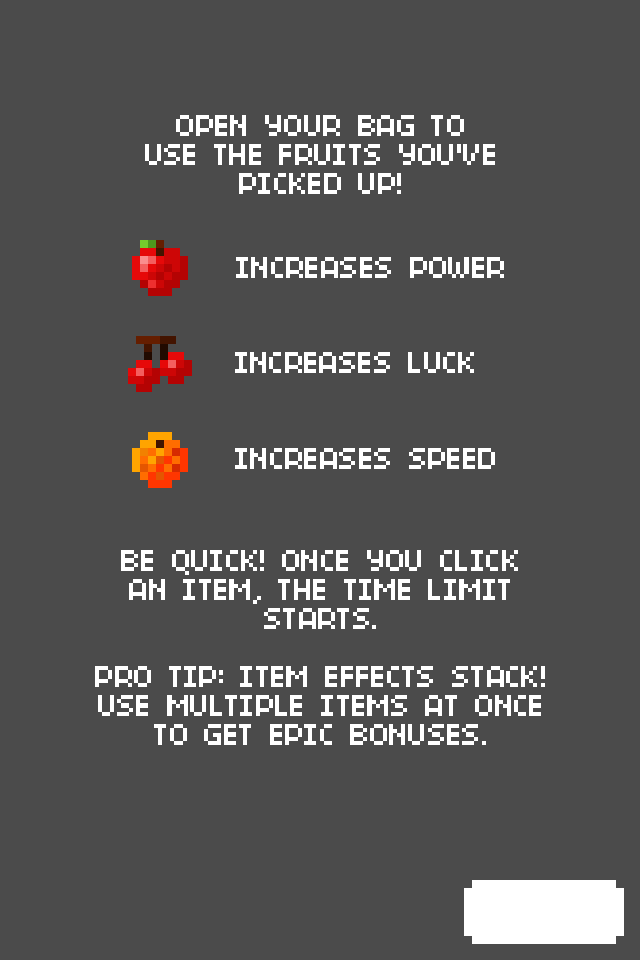 OPEN YOUR BAG TO
USE THE FRUITS YOU'VE
PICKED UP!
INCREASES POWER
INCREASES LUCK
INCREASES SPEED
BE QUICK! ONCE YOU CLICK
AN ITEM, THE TIME LIMIT
STARTS.
PRO TIP: ITEM EFFECTS STACK!
USE MULTIPLE ITEMS AT ONCE
TO GET EPIC BONUSES.